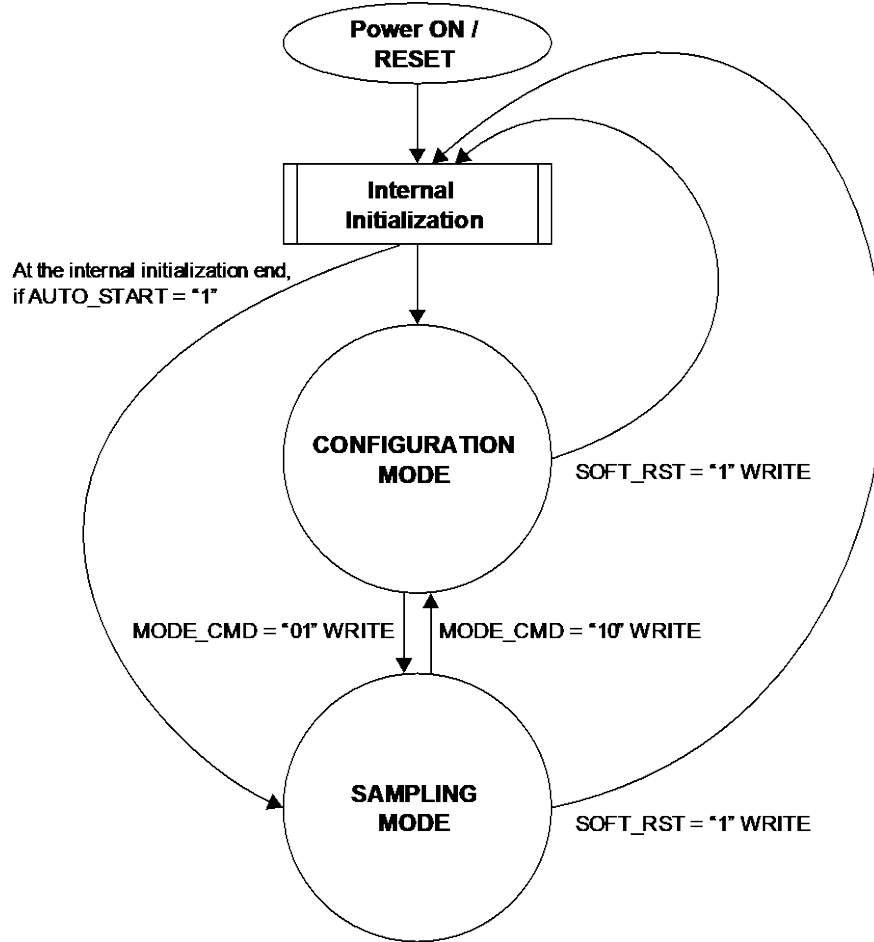 Power ON /
RESET
Internal
Initialization
At the internal initialization end,
if AUTO_START = “1”
CONFIGURATION
MODE
SOFT_RST = “1” WRITE
MODE_CMD = “01” WRITE
MODE_CMD = “10” WRITE
SAMPLING
MODE
SOFT_RST = “1” WRITE